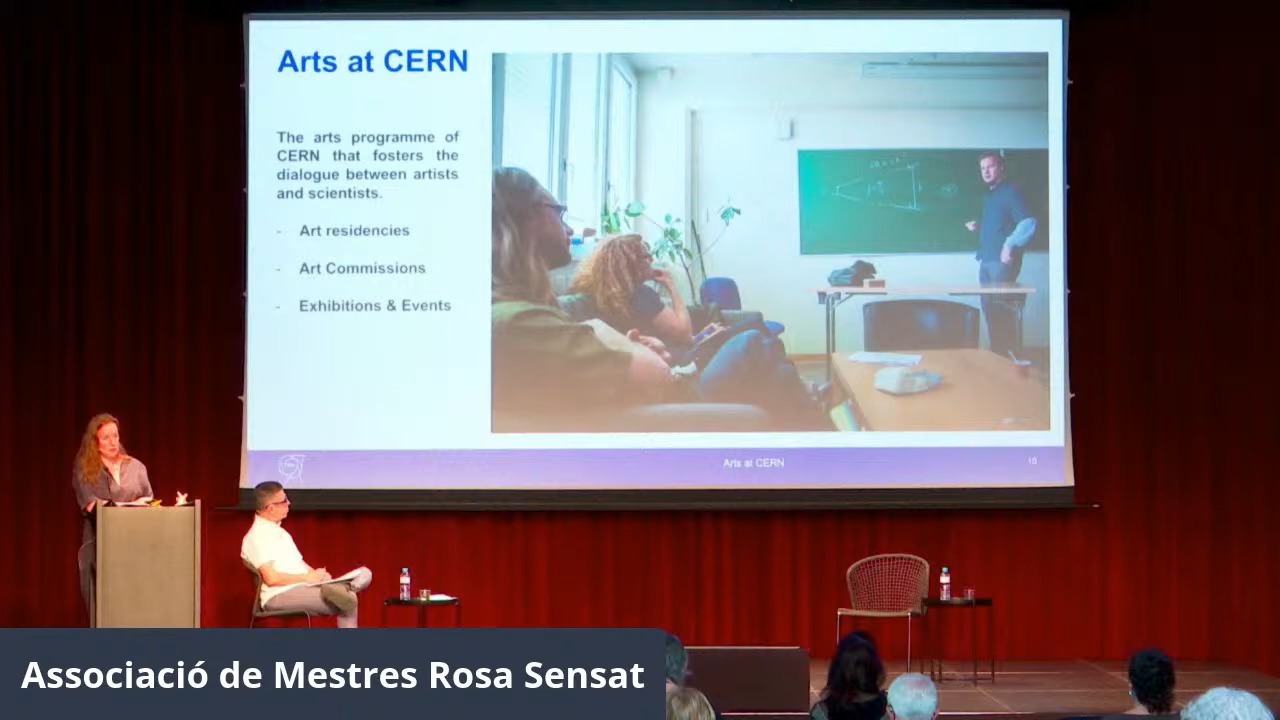 Arts at CERN
The arts programme of
CERN that fosters the
dialogue between artists
and scientists.
- Art residencies
- Art Commissions
- Exhibitions & Events
Arts at CERN
Associació de Mestres Rosa Sensat